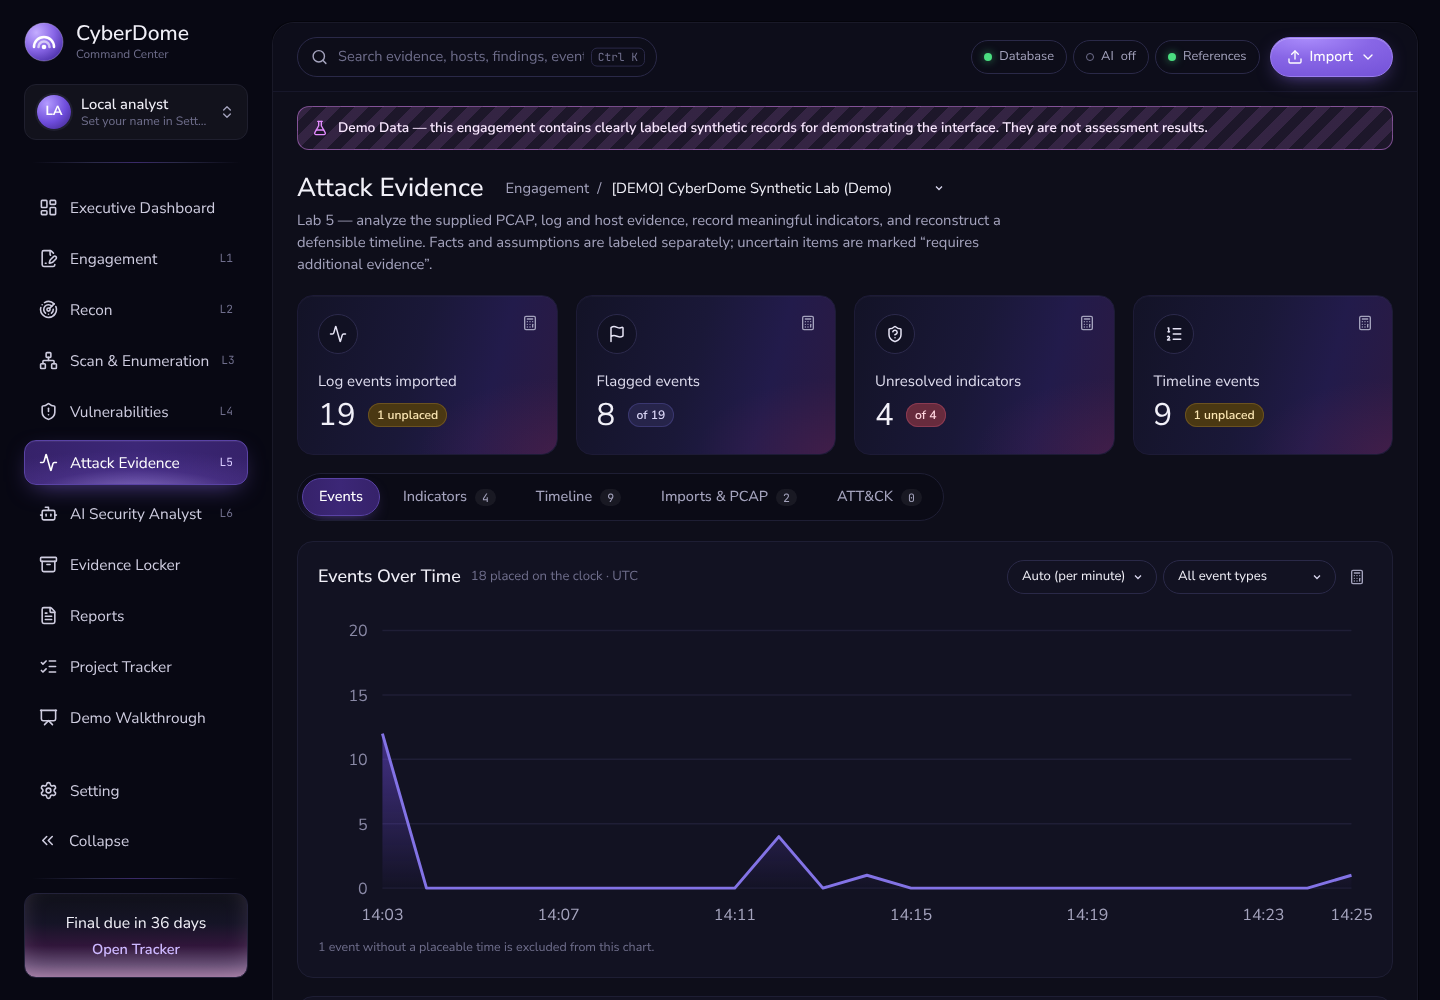 CyberDome
Command Center
LA
Local analyst
Set your name in Sett...
Executive Dashboard
Engagement L1
Recon L2
Scan & Enumeration L3
Vulnerabilities L4
Attack Evidence L5
AI Security Analyst L6
Evidence Locker
Reports
Project Tracker
Demo Walkthrough
Setting
Collapse
Final due in 36 days
Open Tracker
Search evidence, hosts, findings, event Ctrl K
Database
AI off
References
Import
Demo Data — this engagement contains clearly labeled synthetic records for demonstrating the interface. They are not assessment results.
Attack Evidence Engagement / [DEMO] CyberDome Synthetic Lab (Demo)
Lab 5 — analyze the supplied PCAP, log and host evidence, record meaningful indicators, and reconstruct a
defensible timeline. Facts and assumptions are labeled separately; uncertain items are marked “requires
additional evidence”.
Log events imported
19 1 unplaced
Flagged events
8 of 19
Unresolved indicators
4 of 4
Timeline events
9 1 unplaced
Events
Indicators 4
Timeline 9
Imports & PCAP 2
ATT&CK 0
Events Over Time 18 placed on the clock · UTC
Auto (per minute)
All event types
20
15
10
5
0
14:03 14:07 14:11 14:15 14:19 14:23 14:25
1 event without a placeable time is excluded from this chart.